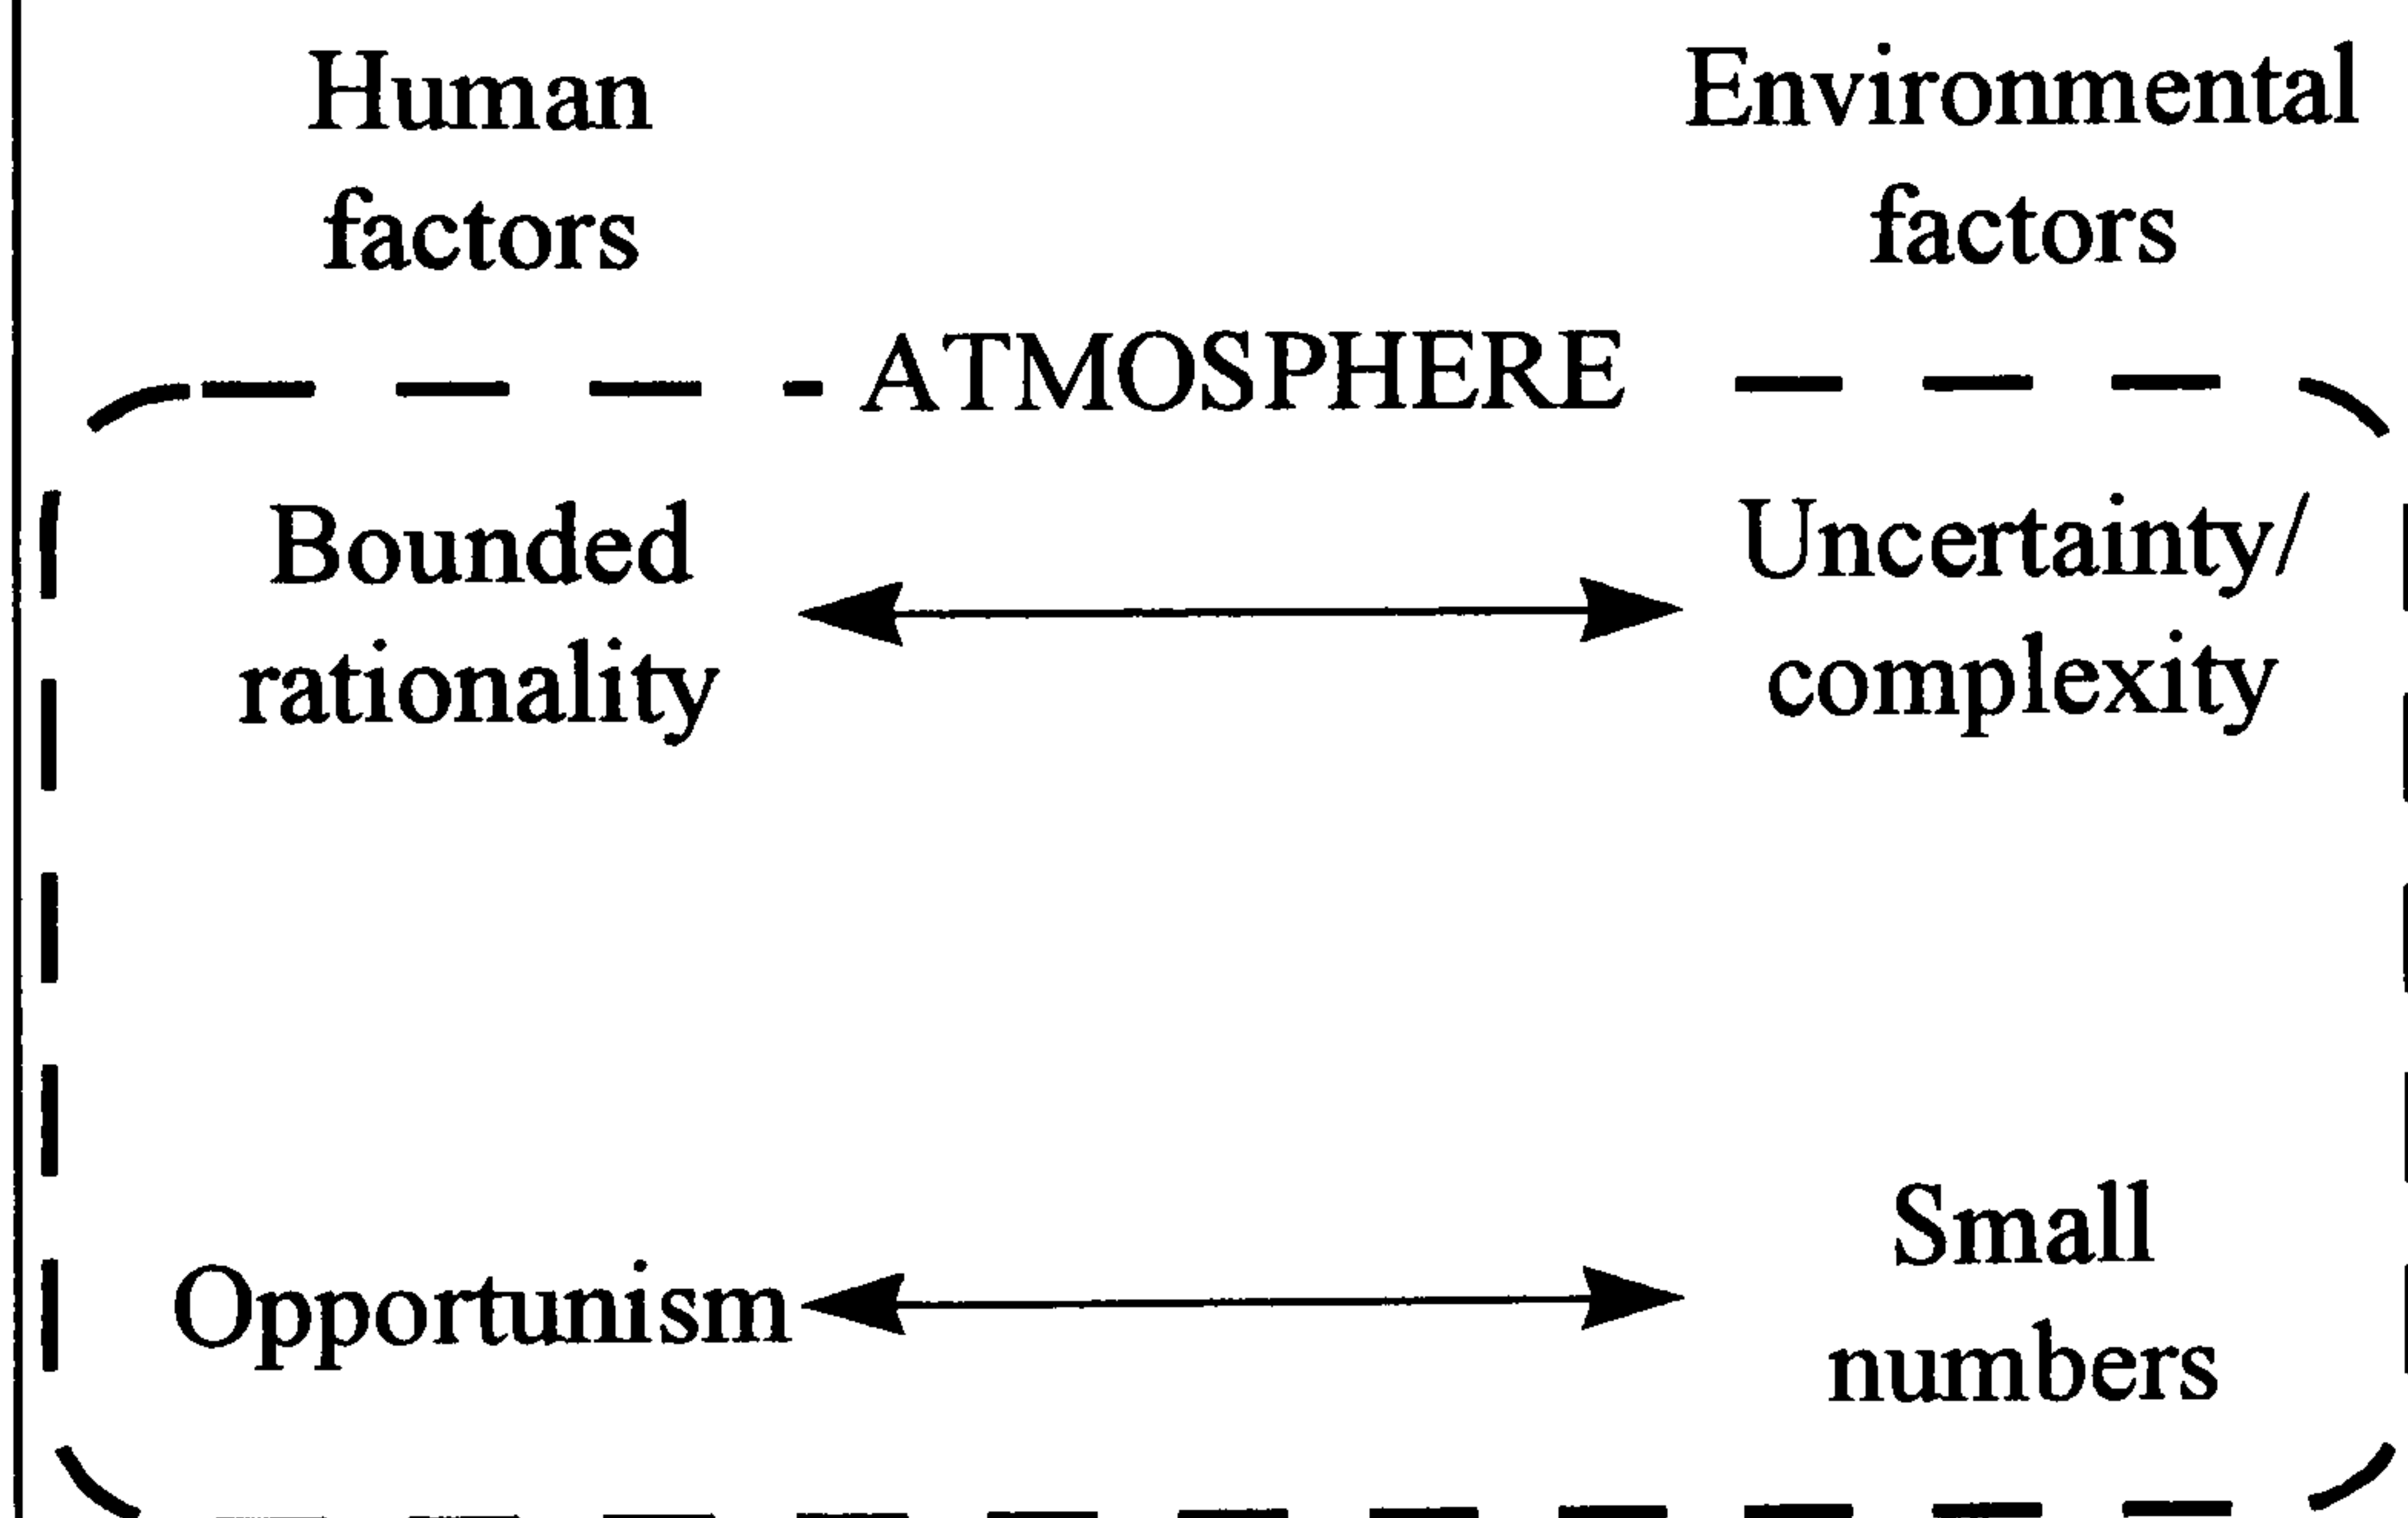 Human
factors
Environmental
factors
ATMOSPHERE
Bounded
rationality
Uncertainty/
complexity
Opportunism
Small
numbers